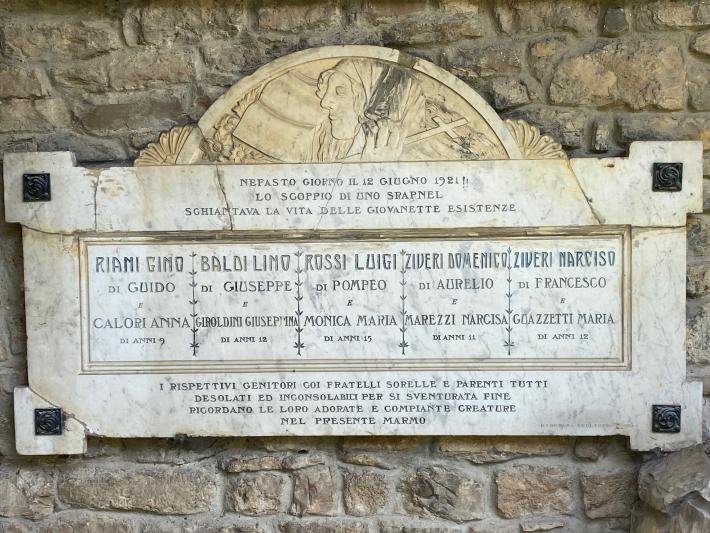 NEFASTO GIORNO IL 12 GIUGNO 1921!
LO SCOPPIO DI UNO SRAPNEL
SCHIANTAVA LA VITA DELLE GIOVANETTE ESISTENZE
RIANI GINO
DI GUIDO
E
CALORI ANNA
DI ANNI 9
BALDI LINO
DI GIUSEPPE
E
GIROLDINI GIUSEPPINA
DI ANNI 12
ROSSI LUIGI
DI POMPEO
E
MONICA MARIA
DI ANNI 15
ZIVERI DOMENICO
DI AURELIO
E
MAREZZI NARCISA
DI ANNI 11
ZIVERI NARCISO
DI FRANCESCO
E
GUAZZETTI MARIA
DI ANNI 12
I RISPETTIVI GENITORI COI FRATELLI SORELLE E PARENTI TUTTI
DESOLATI ED INCONSOLABILI PER SI SVENTURATA FINE
RICORDANO LE LORO ADORATE E COMPIANTE CREATURE
NEL PRESENTE MARMO